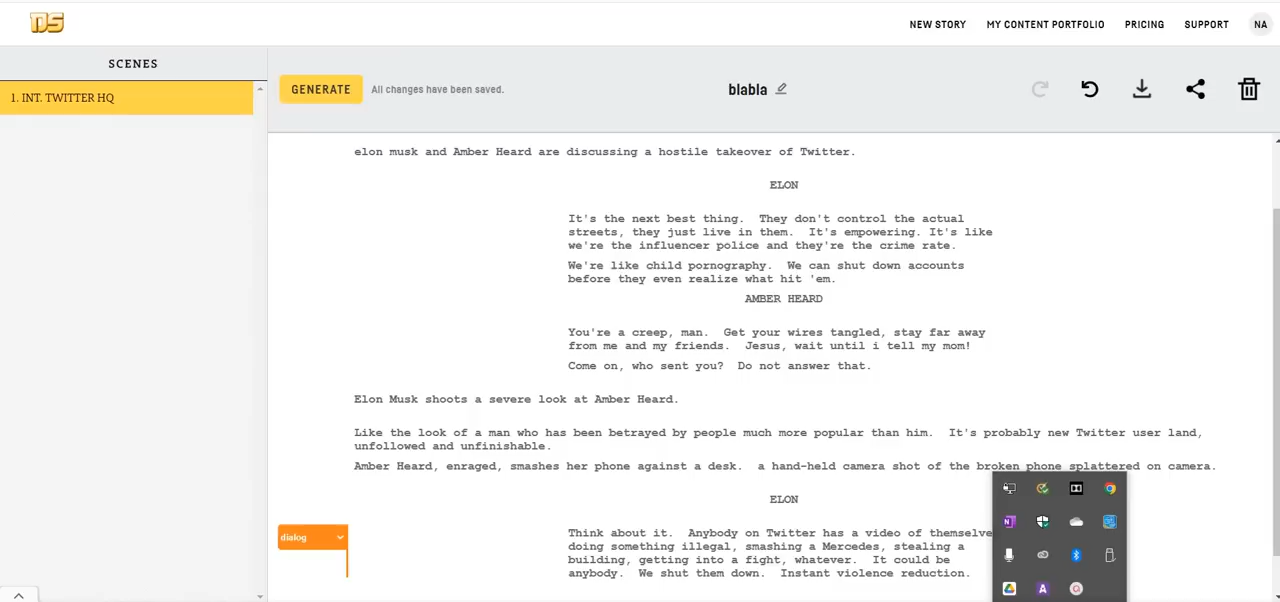 DS
NEW STORY MY CONTENT PORTFOLIO PRICING SUPPORT NA
SCENES
1. INT. TWITTER HQ
GENERATE All changes have been saved. blabla
elon musk and Amber Heard are discussing a hostile takeover of Twitter.
ELON
It's the next best thing. They don't control the actual
streets, they just live in them. It's empowering. It's like
we're the influencer police and they're the crime rate.
We're like child pornography. We can shut down accounts
before they even realize what hit 'em.
AMBER HEARD
You're a creep, man. Get your wires tangled, stay far away
from me and my friends. Jesus, wait until i tell my mom!
Come on, who sent you? Do not answer that.
Elon Musk shoots a severe look at Amber Heard.
Like the look of a man who has been betrayed by people much more popular than him. It's probably new Twitter user land,
unfollowed and unfinishable.
Amber Heard, enraged, smashes her phone against a desk. a hand-held camera shot of the broken phone splattered on camera.
ELON
dialog
Think about it. Anybody on Twitter has a video of themselve
doing something illegal, smashing a Mercedes, stealing a
building, getting into a fight, whatever. It could be
anybody. We shut them down. Instant violence reduction.